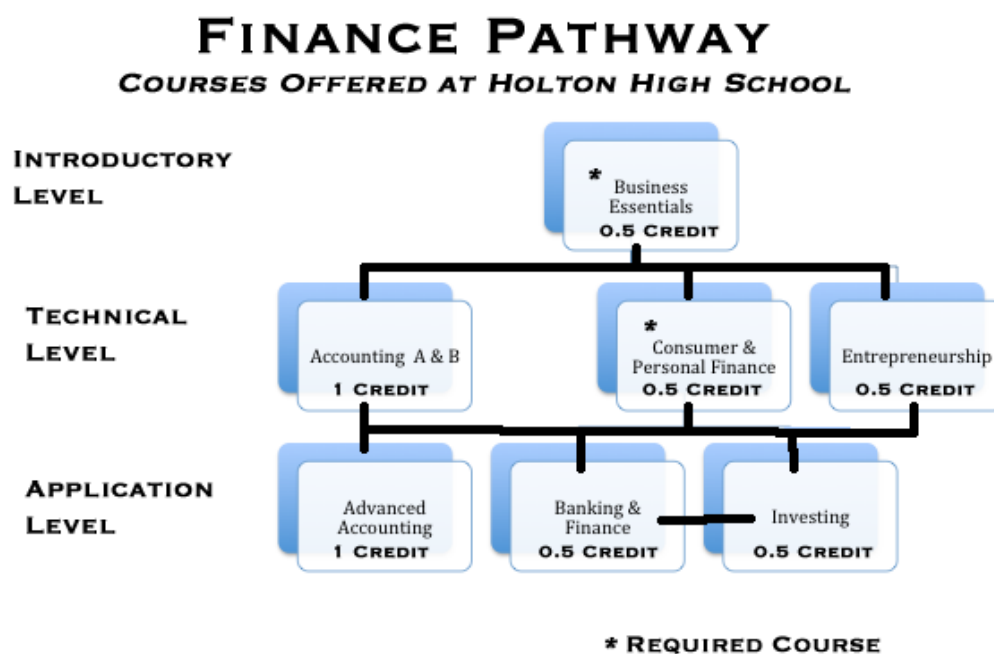 FINANCE PATHWAY
COURSES OFFERED AT HOLTON HIGH SCHOOL
INTRODUCTORY
LEVEL
*
Business
Essentials
0.5 CREDIT
TECHNICAL
LEVEL
Accounting A & B
1 CREDIT
*
Consumer &
Personal Finance
0.5 CREDIT
Entrepreneurship
0.5 CREDIT
APPLICATION
LEVEL
Advanced
Accounting
1 CREDIT
Banking &
Finance
0.5 CREDIT
Investing
0.5 CREDIT
* REQUIRED COURSE